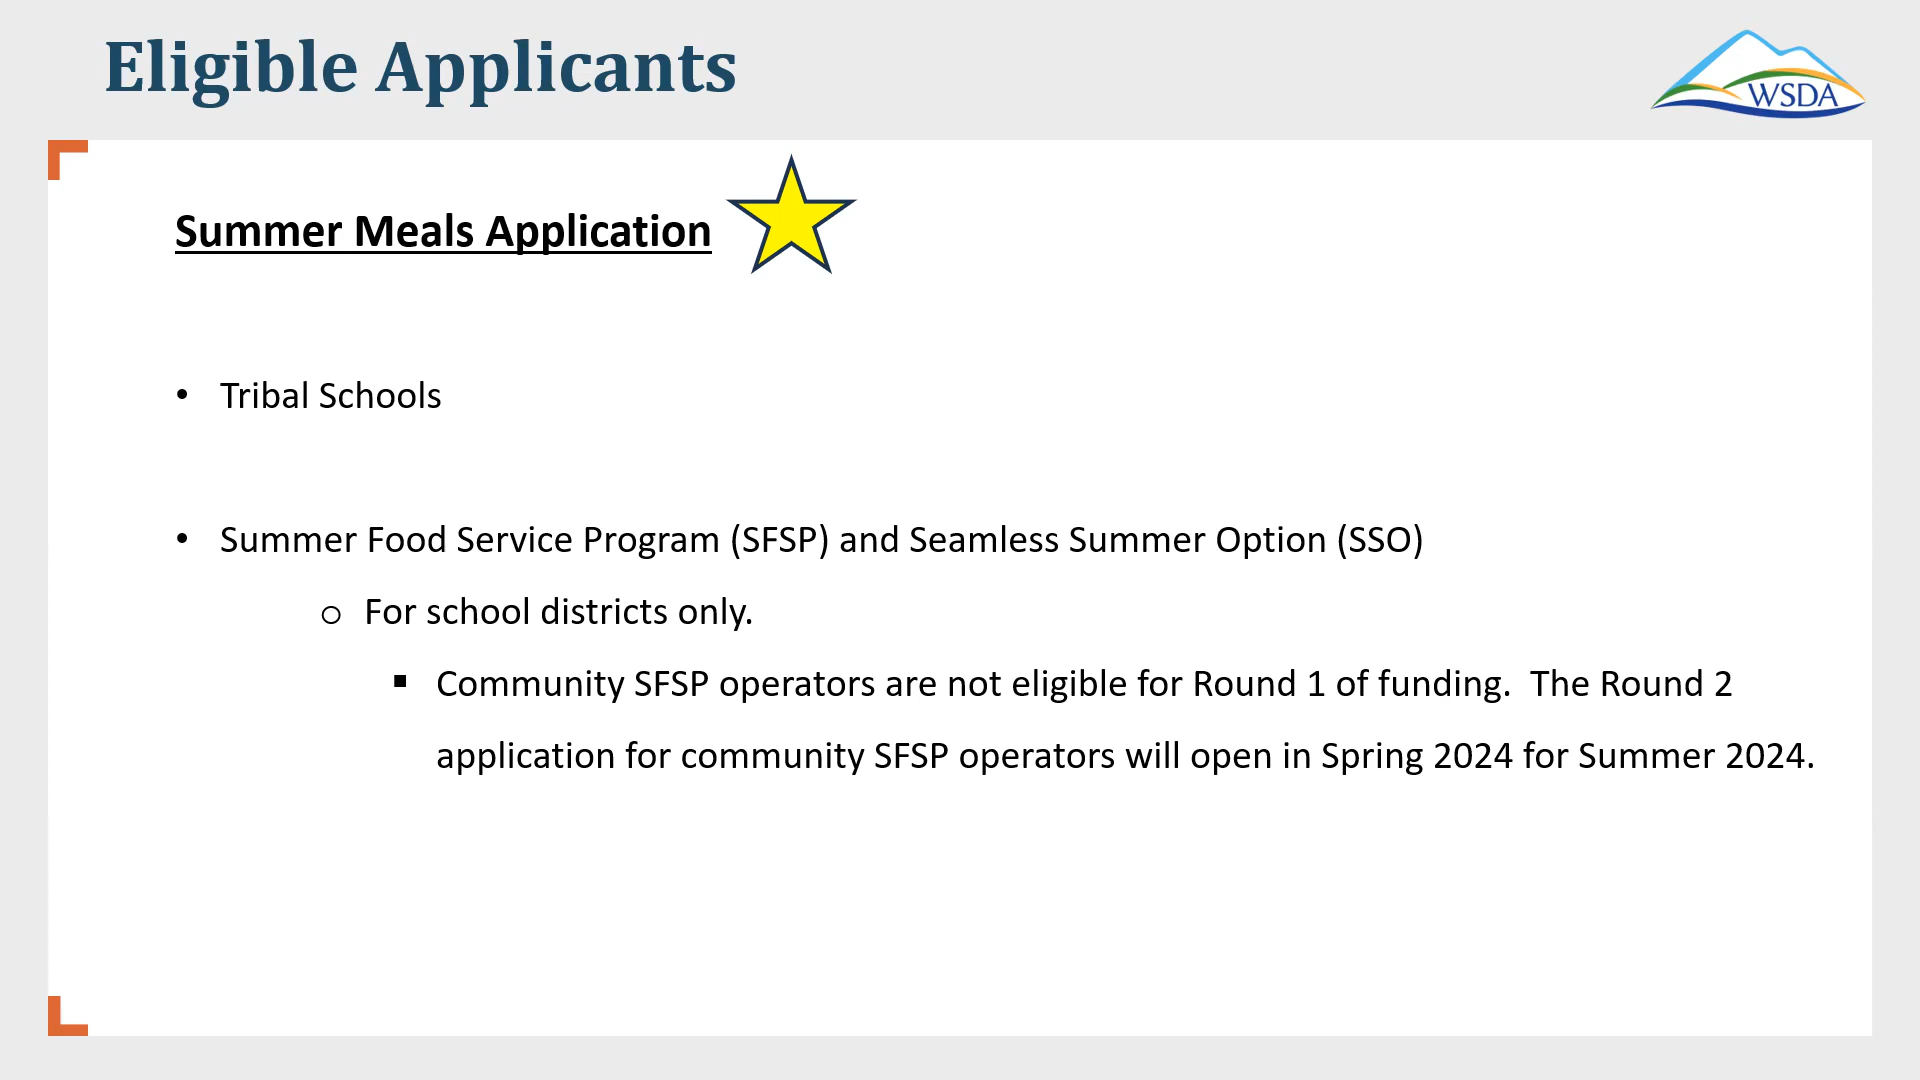 Eligible Applicants
WSDA
Summer Meals Application
• Tribal Schools
• Summer Food Service Program (SFSP) and Seamless Summer Option (SSO)
o For school districts only.
▪ Community SFSP operators are not eligible for Round 1 of funding.  The Round 2
application for community SFSP operators will open in Spring 2024 for Summer 2024.